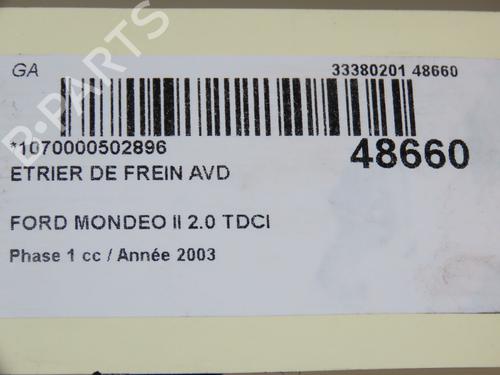 GA 33380201 48660
*1070000502896 48660
ETRIER DE FREIN AVD
FORD MONDEO II 2.0 TDCI
Phase 1 cc / Année 2003
B-PARTS